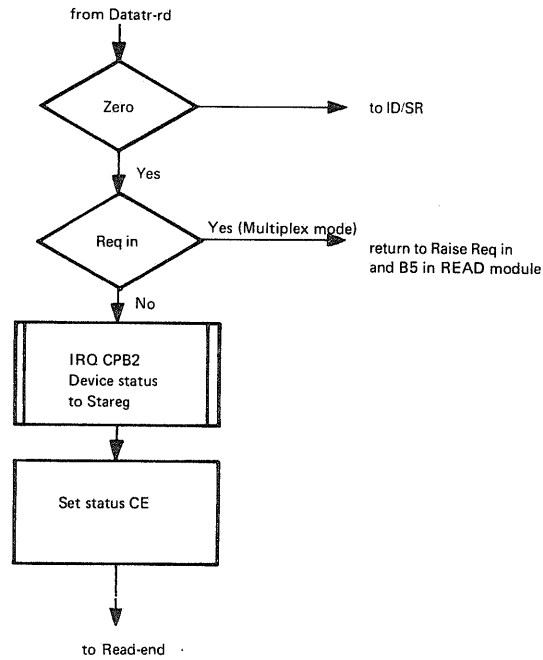 from Datatr-rd
Zero
to ID/SR
Yes
Req in
Yes (Multiplex mode)
return to Raise Req in
and B5 in READ module
No
IRQ CPB2
Device status
to Stareg
Set status CE
to Read-end